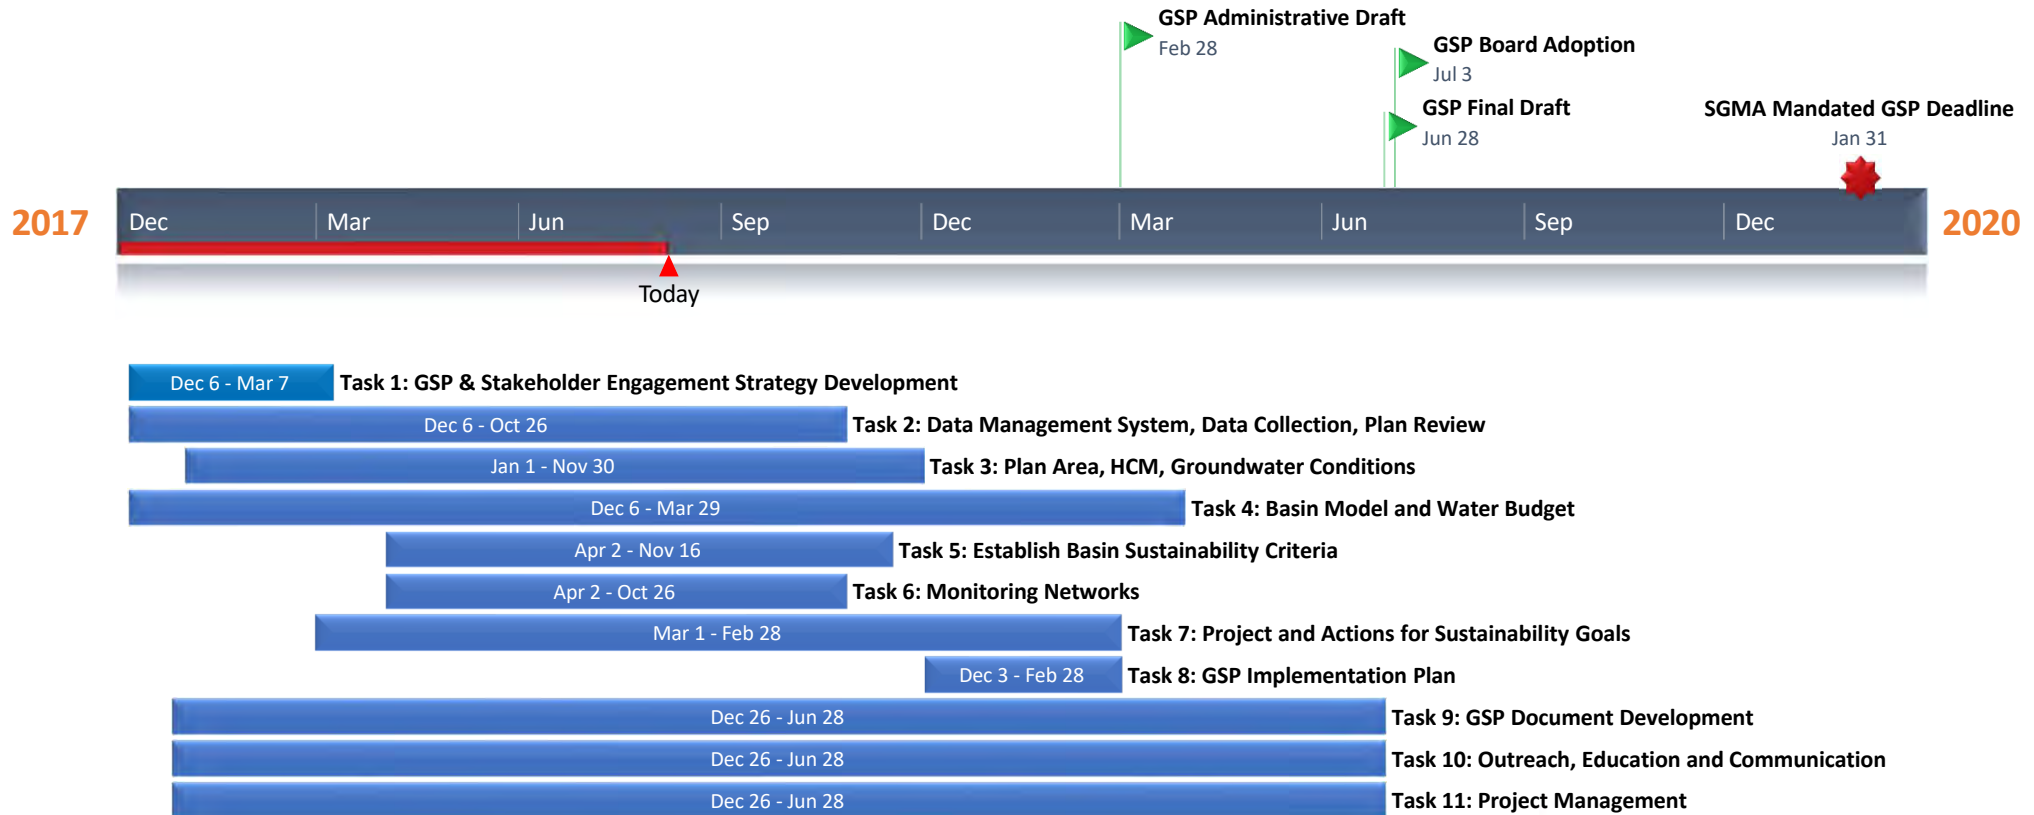 GSP Administrative Draft
Feb 28
GSP Board Adoption
Jul 3
GSP Final Draft
Jun 28
SGMA Mandated GSP Deadline
Jan 31
2017 Dec Mar Jun Sep Dec Mar Jun Sep Dec 2020
Today
Dec 6 - Mar 7 Task 1: GSP & Stakeholder Engagement Strategy Development
Dec 6 - Oct 26 Task 2: Data Management System, Data Collection, Plan Review
Jan 1 - Nov 30 Task 3: Plan Area, HCM, Groundwater Conditions
Dec 6 - Mar 29 Task 4: Basin Model and Water Budget
Apr 2 - Nov 16 Task 5: Establish Basin Sustainability Criteria
Apr 2 - Oct 26 Task 6: Monitoring Networks
Mar 1 - Feb 28 Task 7: Project and Actions for Sustainability Goals
Dec 3 - Feb 28 Task 8: GSP Implementation Plan
Dec 26 - Jun 28 Task 9: GSP Document Development
Dec 26 - Jun 28 Task 10: Outreach, Education and Communication
Dec 26 - Jun 28 Task 11: Project Management